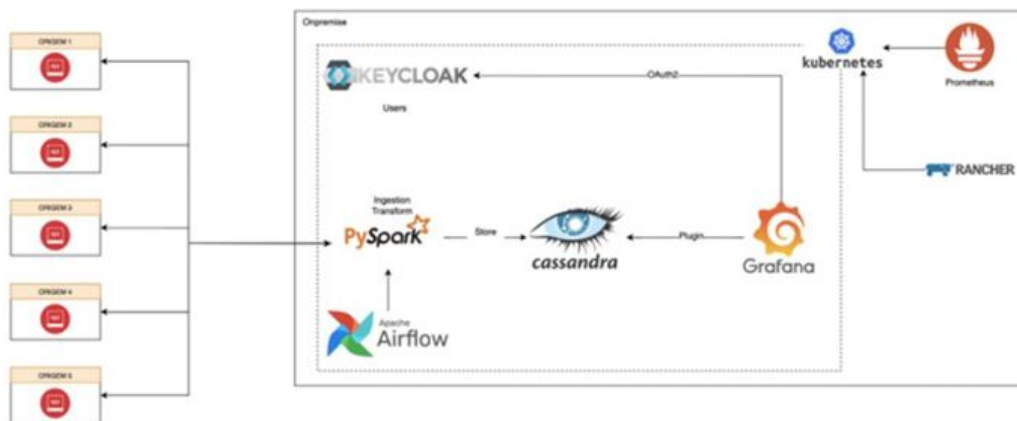 ORIGEM 1
ORIGEM 2
ORIGEM 3
ORIGEM 4
ORIGEM 5
Onpremise
KEYCLOAK
Users
OAuth2
kubernetes
Prometheus
RANCHER
Ingestion
Transform
PySpark
Store
cassandra
Plugin
Grafana
Apache
Airflow